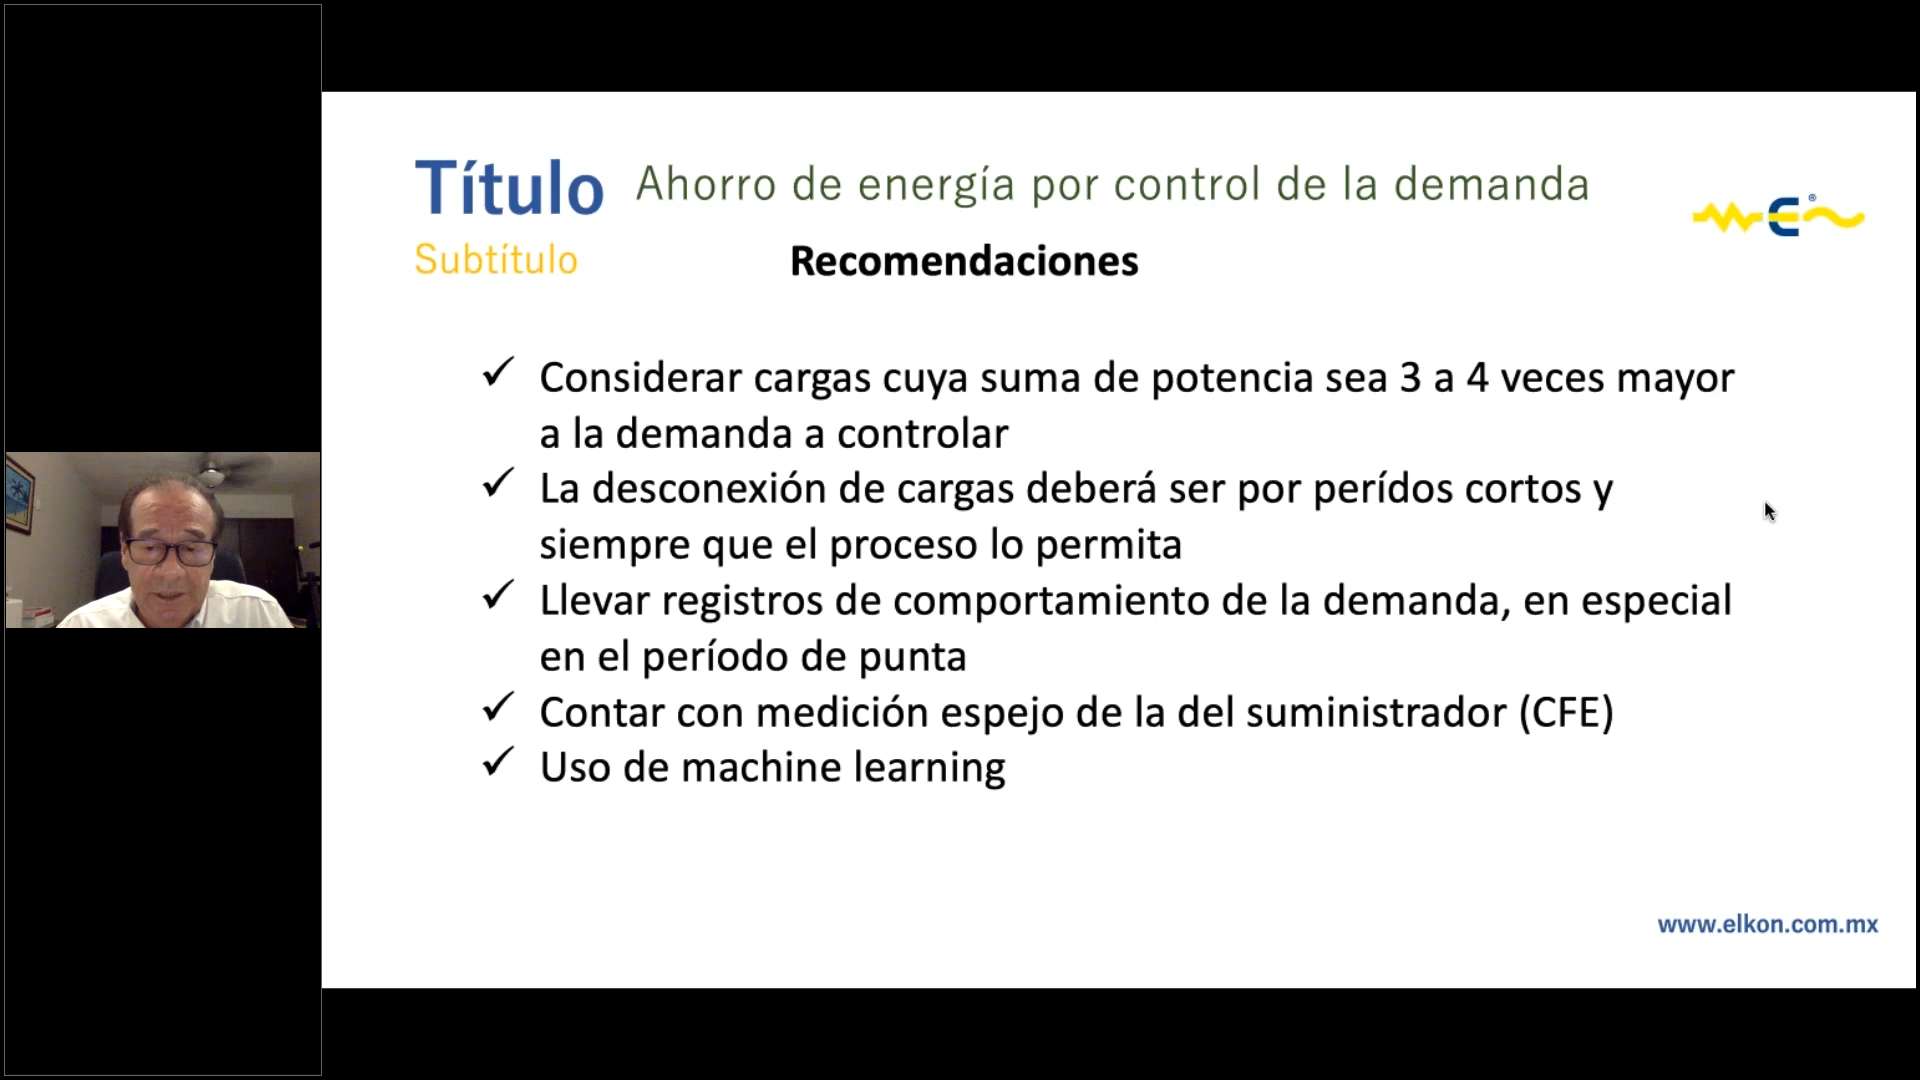 Título Ahorro de energía por control de la demanda
Subtítulo Recomendaciones
✓ Considerar cargas cuya suma de potencia sea 3 a 4 veces mayor
a la demanda a controlar
✓ La desconexión de cargas deberá ser por perídos cortos y
siempre que el proceso lo permita
✓ Llevar registros de comportamiento de la demanda, en especial
en el período de punta
✓ Contar con medición espejo de la del suministrador (CFE)
✓ Uso de machine learning
E ®
www.elkon.com.mx